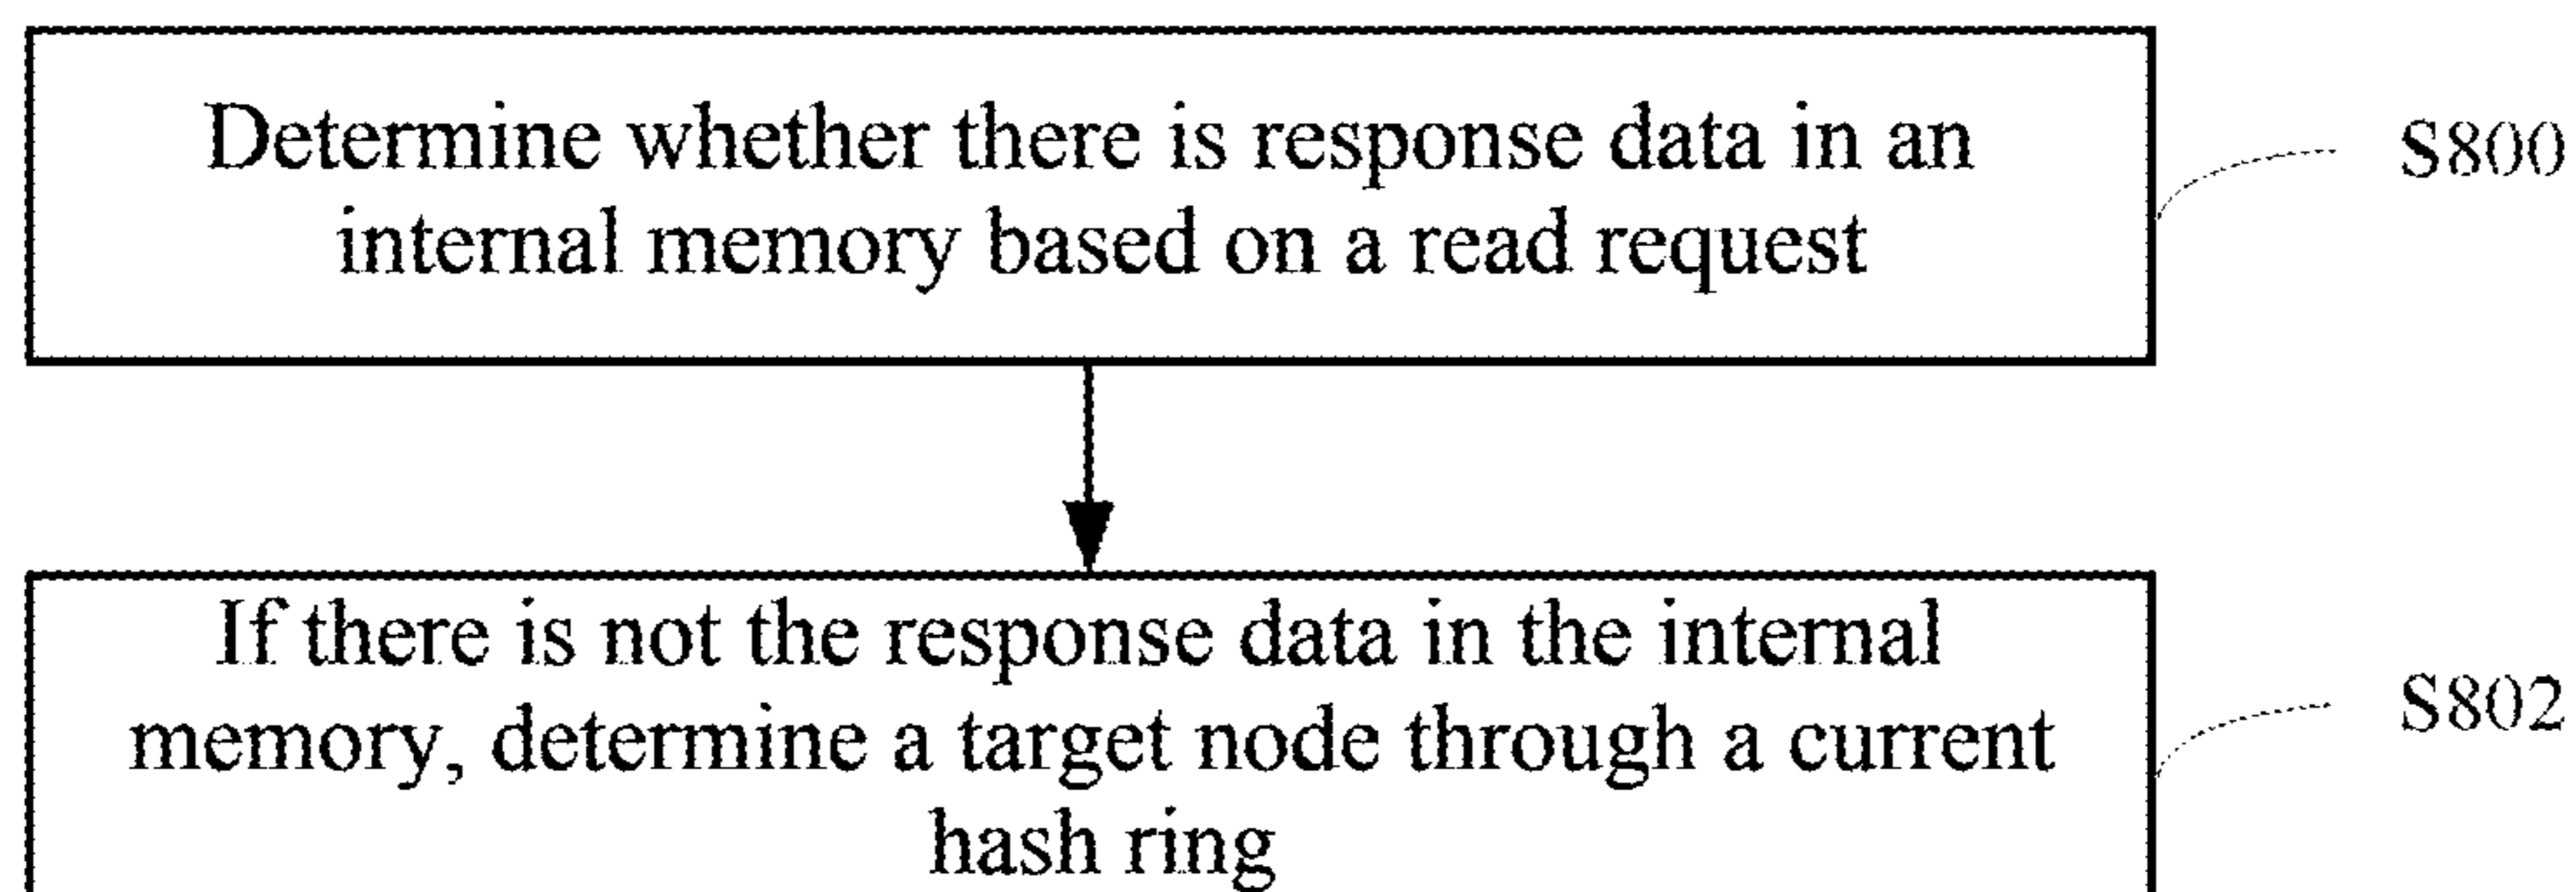 Determine whether there is response data in an
internal memory based on a read request
S800
If there is not the response data in the internal
memory, determine a target node through a current
hash ring
S802